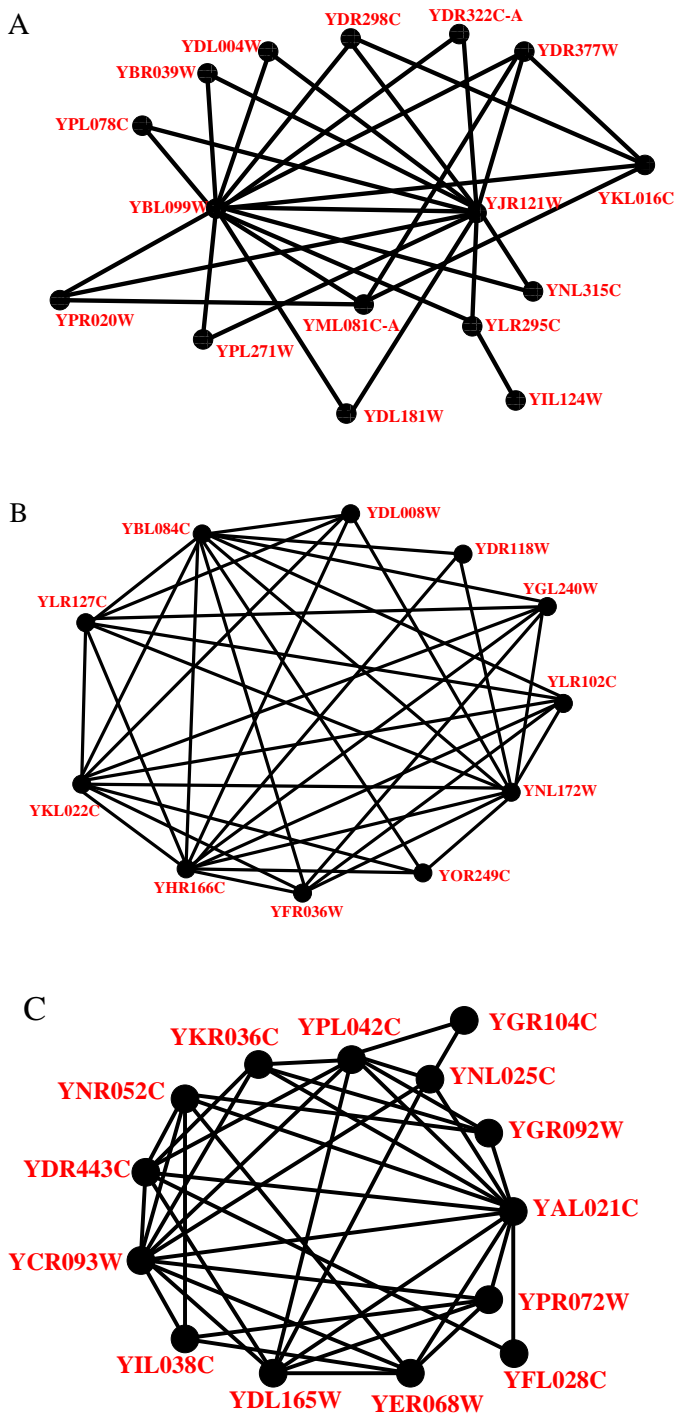 A
YDR298C
YDR322C-A
YDL004W
YDR377W
YBR039W
YPL078C
YKL016C
YBL099W
YJR121W
YNL315C
YPR020W
YML081C-A
YLR295C
YPL271W
YIL124W
YDL181W
B
YDL008W
YBL084C
YDR118W
YGL240W
YLR127C
YLR102C
YNL172W
YKL022C
YOR249C
YHR166C
YFR036W
C
YGR104C
YPL042C
YKR036C
YNL025C
YNR052C
YGR092W
YDR443C
YAL021C
YCR093W
YPR072W
YIL038C
YFL028C
YDL165W
YER068W